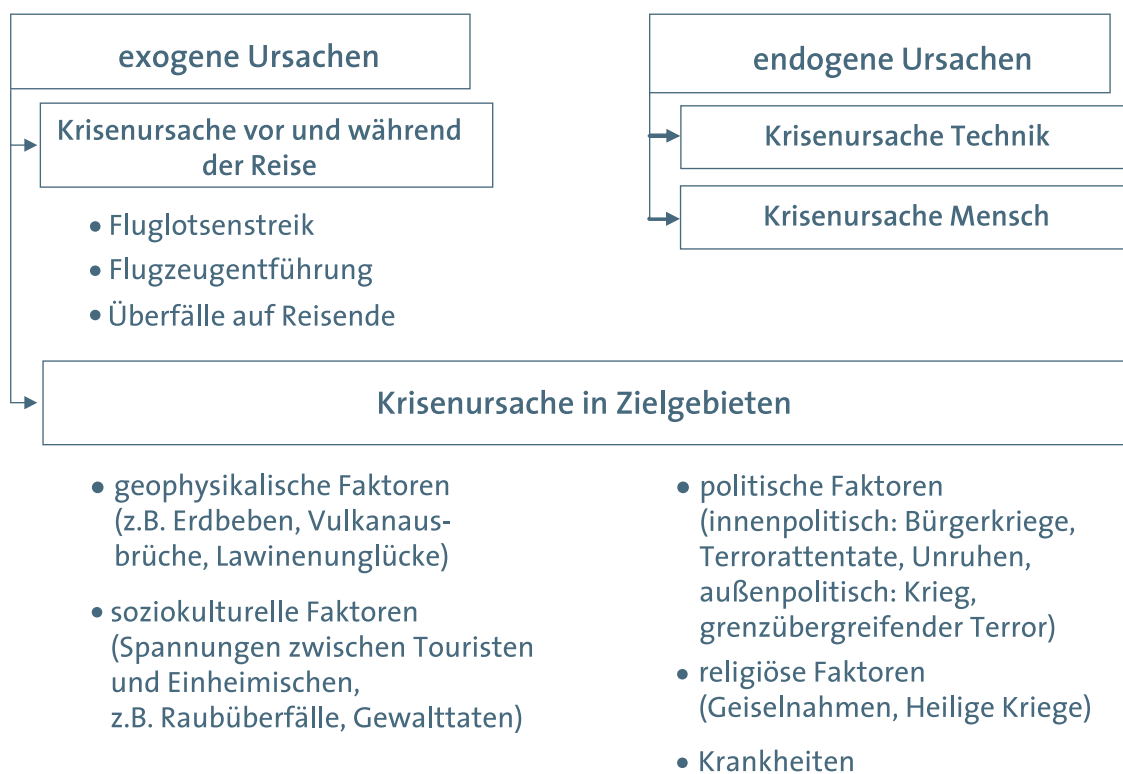 exogene Ursachen
Krisenursache vor und während
der Reise
• Fluglotsenstreik
• Flugzeugentführung
• Überfälle auf Reisende
endogene Ursachen
Krisenursache Technik
Krisenursache Mensch
Krisenursache in Zielgebieten
• geophysikalische Faktoren
(z.B. Erdbeben, Vulkanaus-
brüche, Lawinenunglücke)
• soziokulturelle Faktoren
(Spannungen zwischen Touristen
und Einheimischen,
z.B. Raubüberfälle, Gewalttaten)
• politische Faktoren
(innenpolitisch: Bürgerkriege,
Terrorattentate, Unruhen,
außenpolitisch: Krieg,
grenzübergreifender Terror)
• religiöse Faktoren
(Geiselnahmen, Heilige Kriege)
• Krankheiten